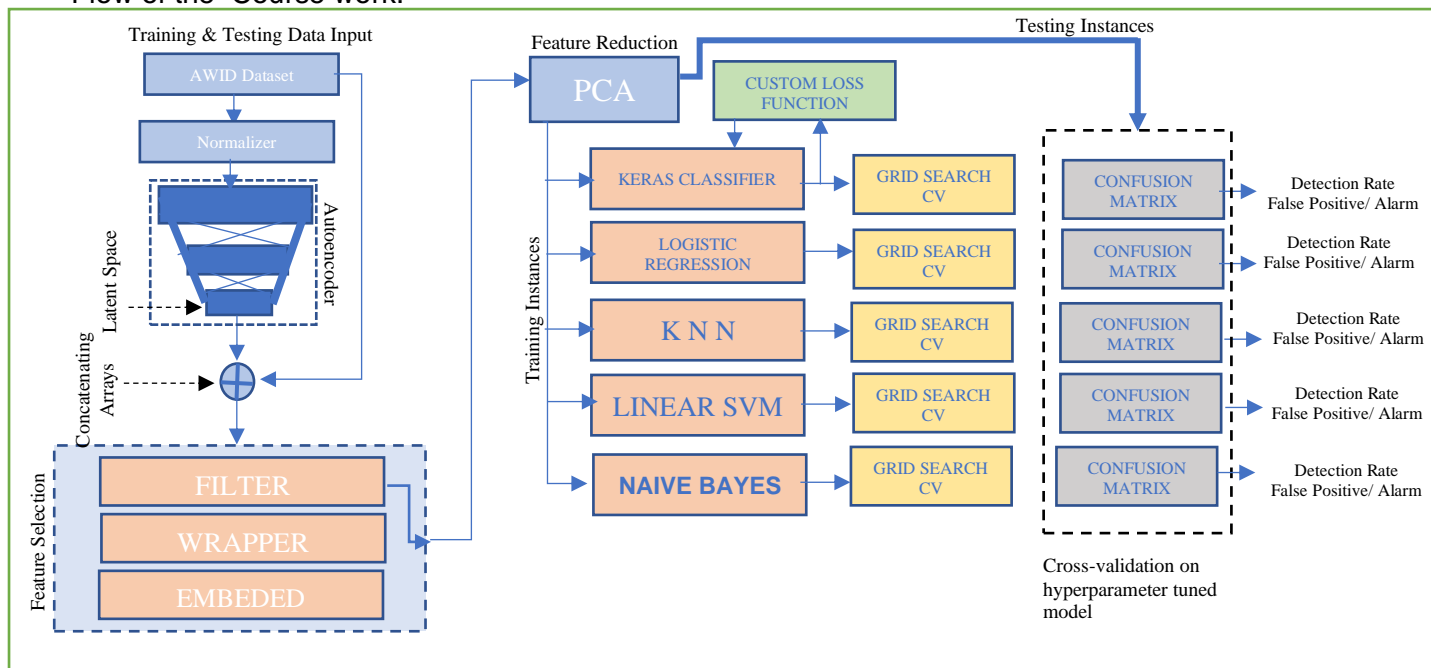 Flow of the Course work.
Training & Testing Data Input
AWID Dataset
Normalizer
Autoencoder
Latent Space
Concatenating
Arrays
Feature Selection
FILTER
WRAPPER
EMBEDED
Feature Reduction
PCA
Testing Instances
CUSTOM LOSS
FUNCTION
Training Instances
KERAS CLASSIFIER
GRID SEARCH
CV
CONFUSION
MATRIX
Detection Rate
False Positive/ Alarm
LOGISTIC
REGRESSION
GRID SEARCH
CV
CONFUSION
MATRIX
Detection Rate
False Positive/ Alarm
K N N
GRID SEARCH
CV
CONFUSION
MATRIX
Detection Rate
False Positive/ Alarm
LINEAR SVM
GRID SEARCH
CV
CONFUSION
MATRIX
Detection Rate
False Positive/ Alarm
NAIVE BAYES
GRID SEARCH
CV
CONFUSION
MATRIX
Detection Rate
False Positive/ Alarm
Cross-validation on
hyperparameter tuned
model